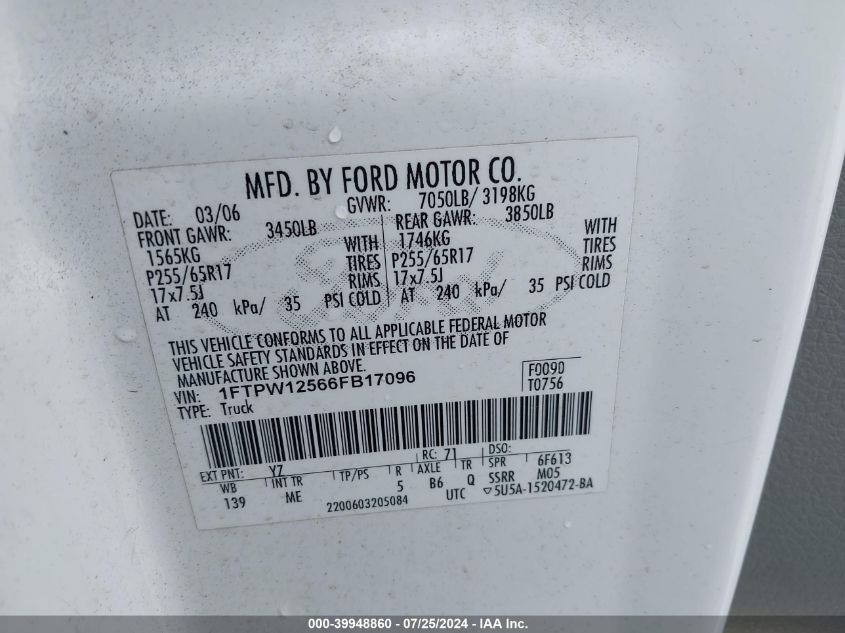 MFD. BY FORD MOTOR CO.
DATE: 03/06 GVWR: 7050LB/ 3198KG
FRONT GAWR: 3450LB REAR GAWR: 3850LB
1565KG WITH 1746KG WITH
P255/65R17 TIRES P255/65R17 TIRES
17x7.5J RIMS 17x7.5J RIMS
AT 240 kPa/ 35 PSI COLD AT 240 kPa/ 35 PSI COLD
THIS VEHICLE CONFORMS TO ALL APPLICABLE FEDERAL MOTOR
VEHICLE SAFETY STANDARDS IN EFFECT ON THE DATE OF
MANUFACTURE SHOWN ABOVE.
VIN: 1FTPW12566FB17096 F0090
TYPE: Truck T0756
EXT PNT: Y7 RC: 71 DSO:
WB INT TR TP/PS R AXLE TR SPR 6F613
139 ME 5 B6 Q SSRR M05
2200603205084 UTC ▽5U5A-1520472-BA
000-39948860 - 07/25/2024 - IAA Inc.